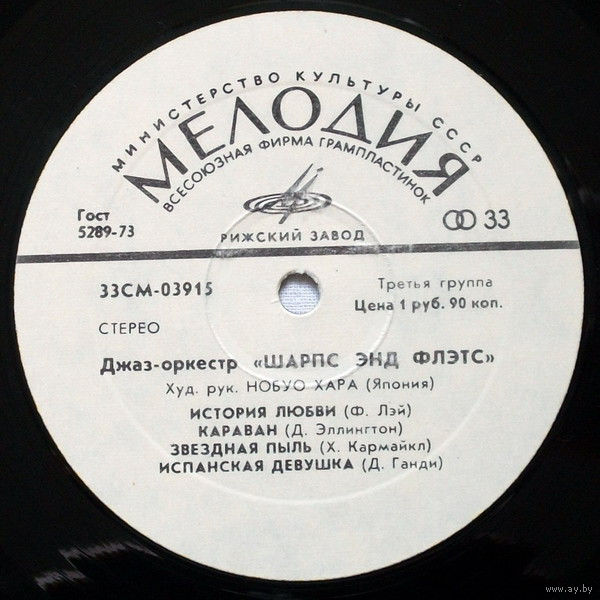 МИНИСТЕРСТВО КУЛЬТУРЫ СССР
МЕЛОДИЯ
ВСЕСОЮЗНАЯ ФИРМА ГРАМПЛАСТИНОК
Гост
5289-73
33
РИЖСКИЙ ЗАВОД
33СМ-03915
Третья группа
Цена 1 руб. 90 коп.
СТЕРЕО
Джаз-оркестр «ШАРПС ЭНД ФЛЭТС»
Худ. рук. НОБУО ХАРА (Япония)
ИСТОРИЯ ЛЮБВИ (Ф. Лэй)
КАРАВАН (Д. Эллингтон)
ЗВЕЗДНАЯ ПЫЛЬ (Х. Кармайкл)
ИСПАНСКАЯ ДЕВУШКА (Д. Ганди)
www.ay.by